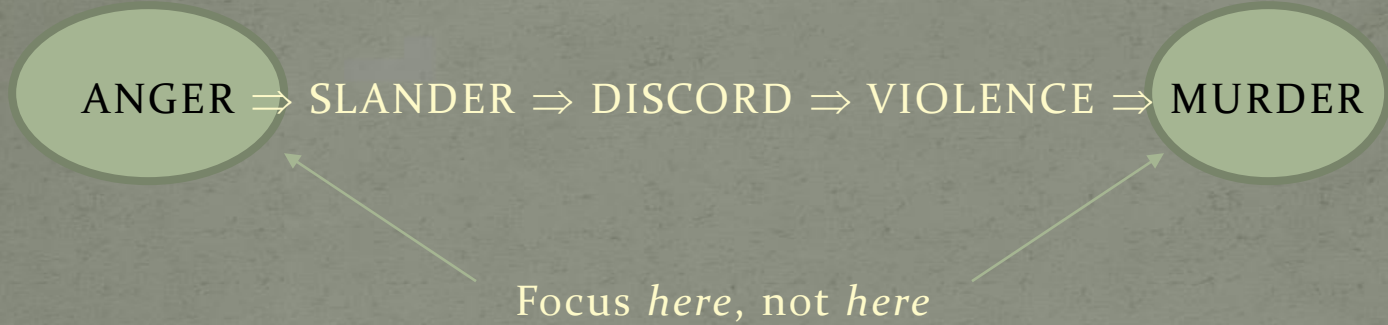 ANGER ⇒ SLANDER ⇒ DISCORD ⇒ VIOLENCE ⇒ MURDER
Focus here, not here